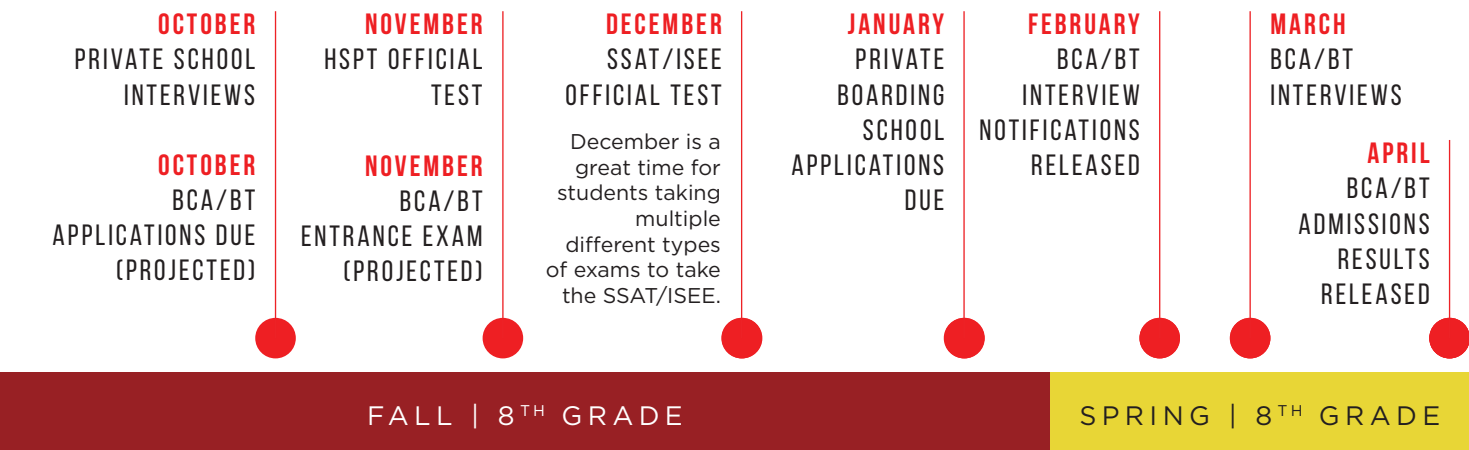 OCTOBER
PRIVATE SCHOOL
INTERVIEWS
OCTOBER
BCA/BT
APPLICATIONS DUE
(PROJECTED)
NOVEMBER
HSPT OFFICIAL
TEST
NOVEMBER
BCA/BT
ENTRANCE EXAM
(PROJECTED)
DECEMBER
SSAT/ISEE
OFFICIAL TEST
December is a
great time for
students taking
multiple
different types
of exams to take
the SSAT/ISEE.
JANUARY
PRIVATE
BOARDING
SCHOOL
APPLICATIONS
DUE
FEBRUARY
BCA/BT
INTERVIEW
NOTIFICATIONS
RELEASED
MARCH
BCA/BT
INTERVIEWS
APRIL
BCA/BT
ADMISSIONS
RESULTS
RELEASED
FALL | 8TH GRADE
SPRING | 8TH GRADE